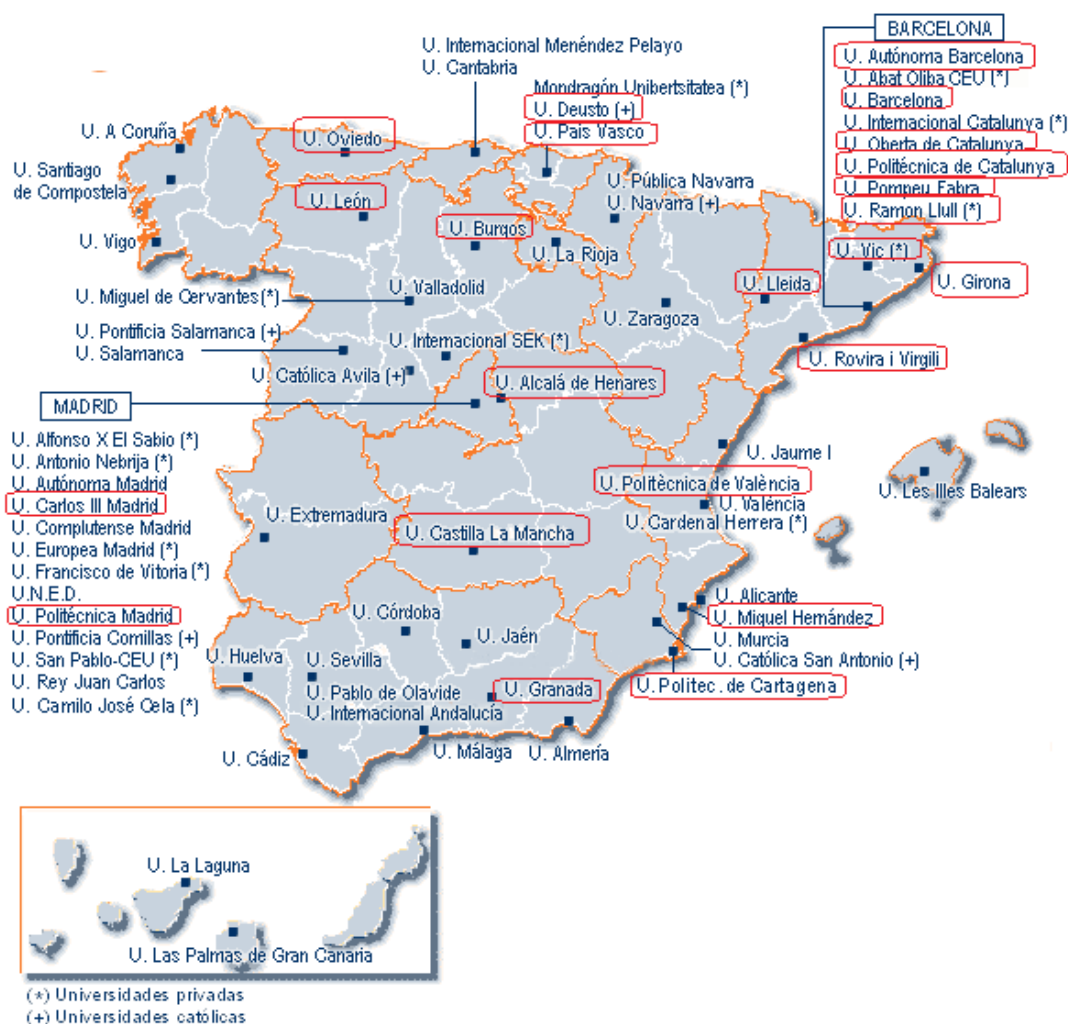 U. Internacional Menéndez Pelayo
U. Cantabria
BARCELONA
U. Autónoma Barcelona
U. Abat Oliba CEU (*)
U. Barcelona
U. Internacional Catalunya (*)
U. Oberta de Catalunya
U. Politécnica de Catalunya
U. Pompeu Fabra
U. Ramon Llull (*)
Mondragón Unibertsitatea (*)
U. Deusto (+)
U. Pais Vasco
U. A Coruña
U. Oviedo
U. Santiago
de Compostela
U. León
U. Pública Navarra
U. Navarra (+)
U. Burgos
U. Vigo
U. La Rioja
U. Vic (*)
U. Girona
U. Lleida
U. Valladolid
U. Miguel de Cervantes (*)
U. Zaragoza
U. Pontificia Salamanca (+)
U. Salamanca
U. Internacional SEK (*)
U. Rovira i Virgili
U. Católica Avila (+)
U. Alcalá de Henares
MADRID
U. Alfonso X El Sabio (*)
U. Antonio Nebrija (*)
U. Autónoma Madrid
U. Carlos III Madrid
U. Complutense Madrid
U. Europea Madrid (*)
U. Francisco de Vitoria (*)
U.N.E.D.
U. Politécnica Madrid
U. Pontificia Comillas (+)
U. San Pablo-CEU (*)
U. Rey Juan Carlos
U. Camilo José Cela (*)
U. Jaume I
U. Politècnica de València
U. València
U. Cardenal Herrera (*)
U. Les Illes Balears
U. Extremadura
U. Castilla La Mancha
U. Alicante
U. Miguel Hernández
U. Murcia
U. Católica San Antonio (+)
U. Politec. de Cartagena
U. Córdoba
U. Jaén
U. Huelva
U. Sevilla
U. Pablo de Olavide
U. Internacional Andalucía
U. Granada
U. Málaga
U. Almería
U. Cádiz
U. La Laguna
U. Las Palmas de Gran Canaria
(*) Universidades privadas
(+) Universidades católicas